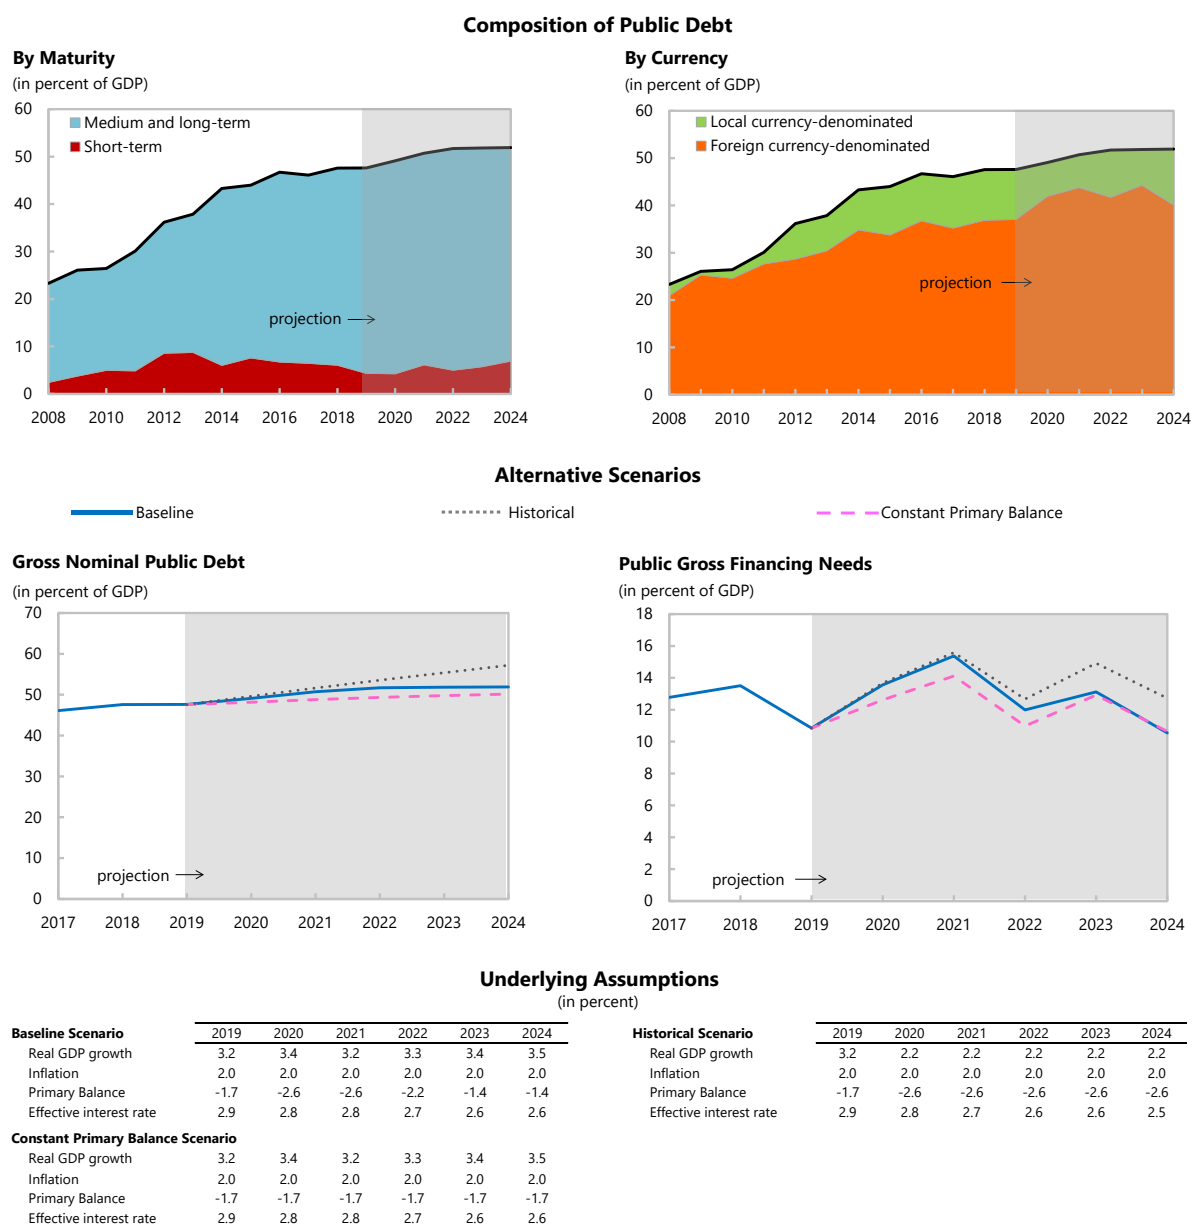 Composition of Public Debt
By Maturity
(in percent of GDP)
60
50
40
30
20
10
0
Medium and long-term
Short-term
projection
2008 2010 2012 2014 2016 2018 2020 2022 2024
By Currency
(in percent of GDP)
60
50
40
30
20
10
0
Local currency-denominated
Foreign currency-denominated
projection
2008 2010 2012 2014 2016 2018 2020 2022 2024
Alternative Scenarios
Baseline Historical Constant Primary Balance
Gross Nominal Public Debt
(in percent of GDP)
70
60
50
40
30
20
10
0
projection
2017 2018 2019 2020 2021 2022 2023 2024
Public Gross Financing Needs
(in percent of GDP)
18
16
14
12
10
8
6
4
2
0
projection
2017 2018 2019 2020 2021 2022 2023 2024
Underlying Assumptions
(in percent)
Baseline Scenario 2019 2020 2021 2022 2023 2024
Real GDP growth 3.2 3.4 3.2 3.3 3.4 3.5
Inflation 2.0 2.0 2.0 2.0 2.0 2.0
Primary Balance -1.7 -2.6 -2.6 -2.2 -1.4 -1.4
Effective interest rate 2.9 2.8 2.8 2.7 2.6 2.6
Constant Primary Balance Scenario
Real GDP growth 3.2 3.4 3.2 3.3 3.4 3.5
Inflation 2.0 2.0 2.0 2.0 2.0 2.0
Primary Balance -1.7 -1.7 -1.7 -1.7 -1.7 -1.7
Effective interest rate 2.9 2.8 2.8 2.7 2.6 2.6
Historical Scenario 2019 2020 2021 2022 2023 2024
Real GDP growth 3.2 2.2 2.2 2.2 2.2 2.2
Inflation 2.0 2.0 2.0 2.0 2.0 2.0
Primary Balance -1.7 -2.6 -2.6 -2.6 -2.6 -2.6
Effective interest rate 2.9 2.8 2.7 2.6 2.6 2.5